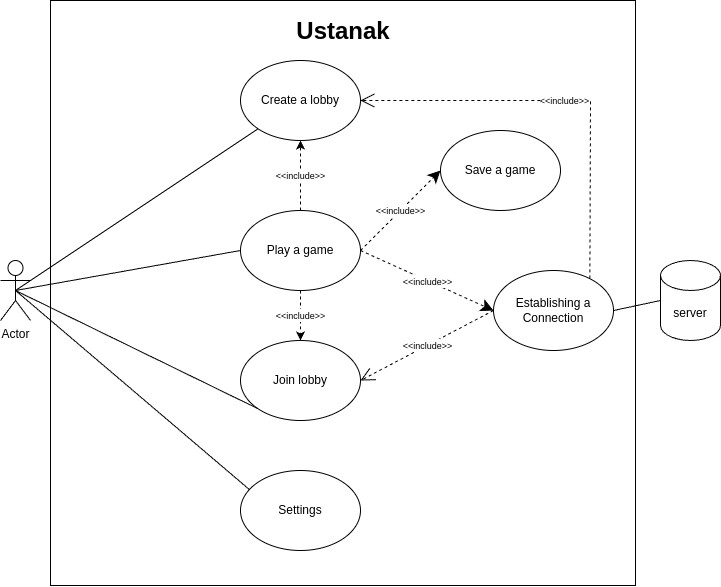 Ustanak
Create a lobby
<<include>>
Save a game
<<include>>
<<include>>
Play a game
<<include>>
Establishing a
Connection
server
<<include>>
Actor
<<include>>
Join lobby
Settings